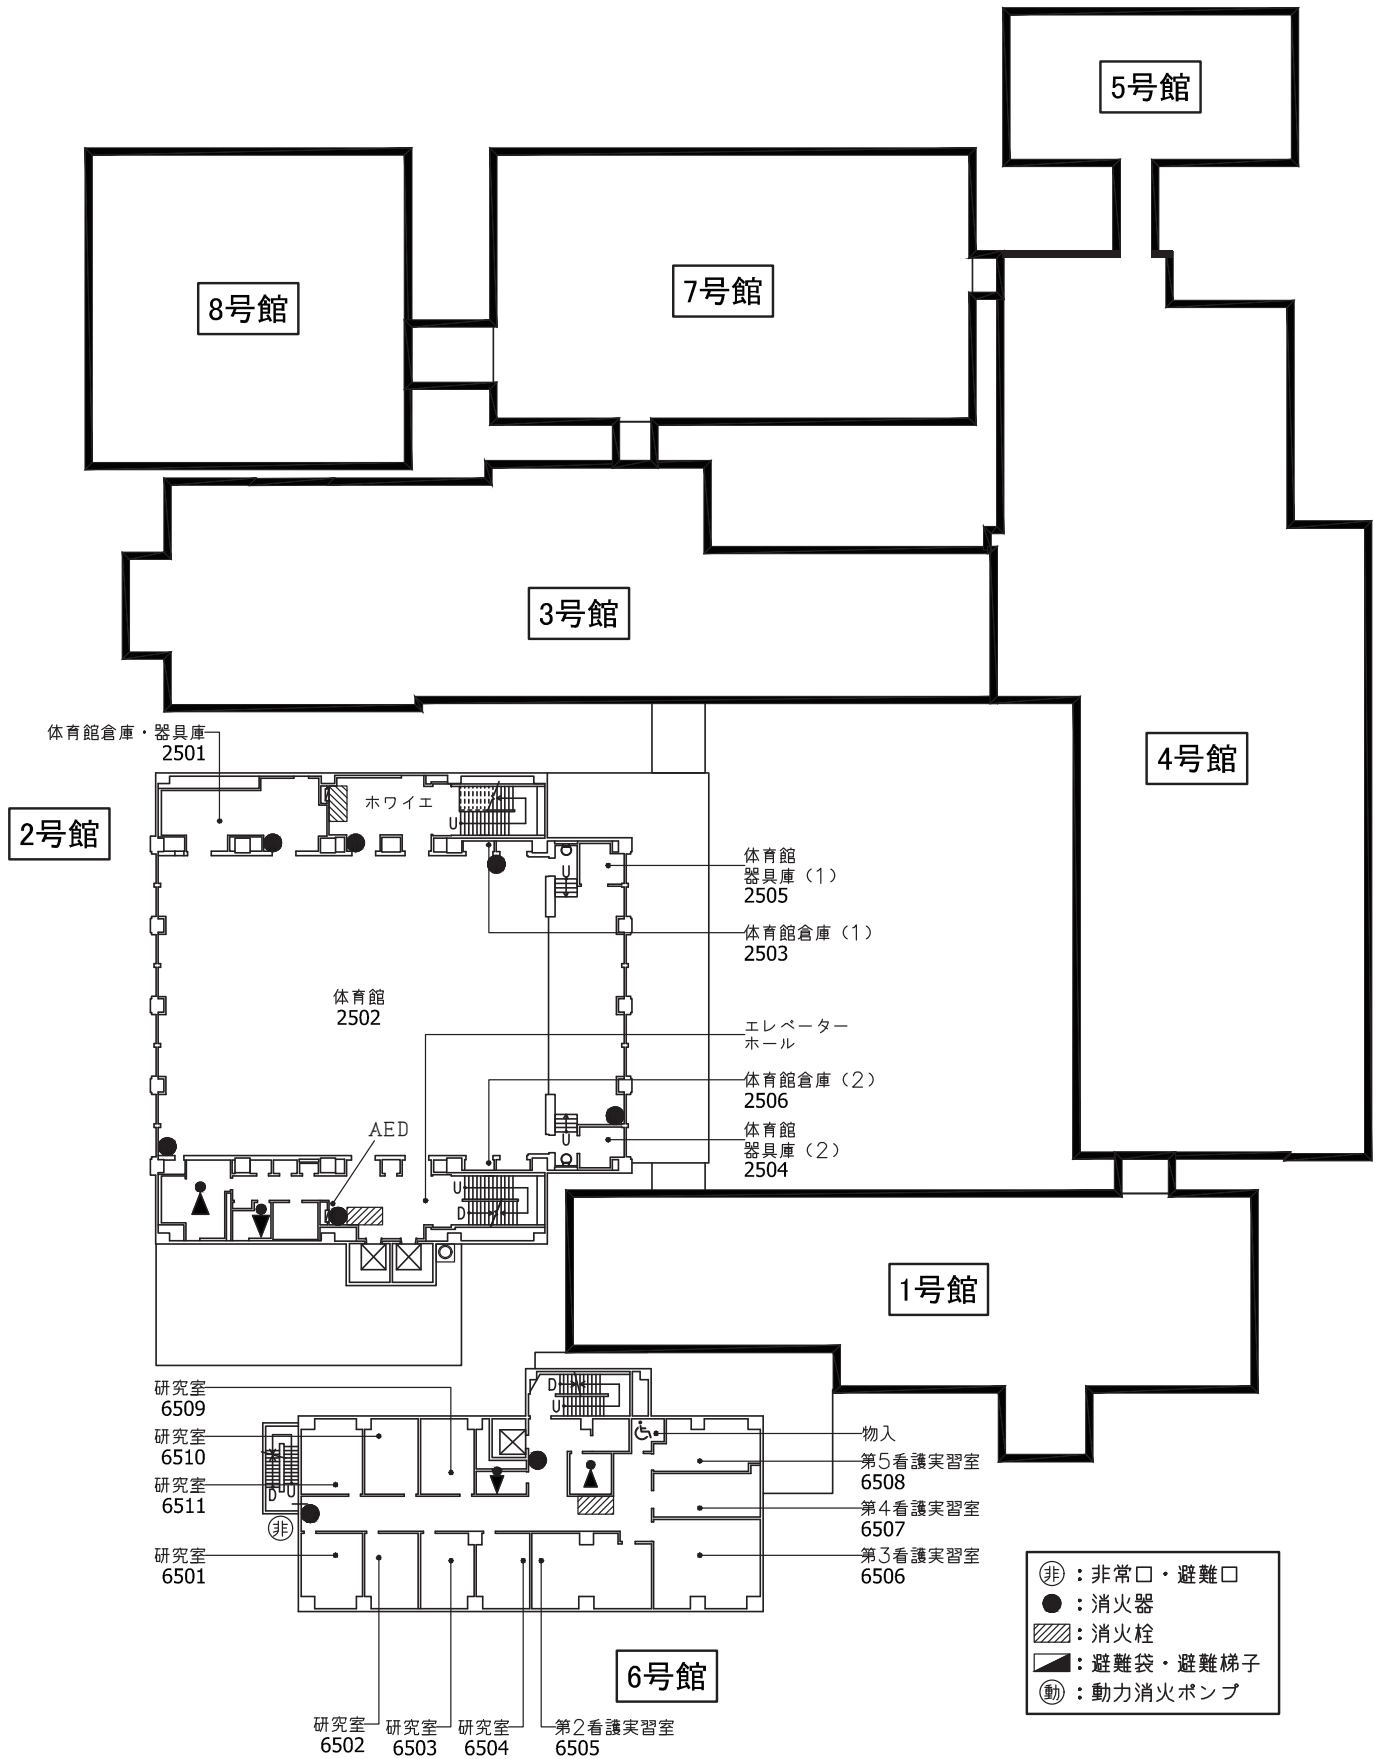 5号館
8号館
7号館
3号館
4号館
体育館倉庫・器具庫
2501
2号館
ホワイエ
U
U
体育館
器具庫(1)
2505
体育館倉庫(1)
2503
体育館
2502
エレベーター
ホール
体育館倉庫(2)
2506
体育館
器具庫(2)
2504
AED
U
U
D
1号館
D
U
研究室
6509
研究室
6510
研究室
6511
D
U
非
研究室
6501
物入
第5看護実習室
6508
第4看護実習室
6507
第3看護実習室
6506
6号館
研究室
6502
研究室
6503
研究室
6504
第2看護実習室
6505
非:非常口・避難口
:消火器
:消火栓
:避難袋・避難梯子
動:動力消火ポンプ